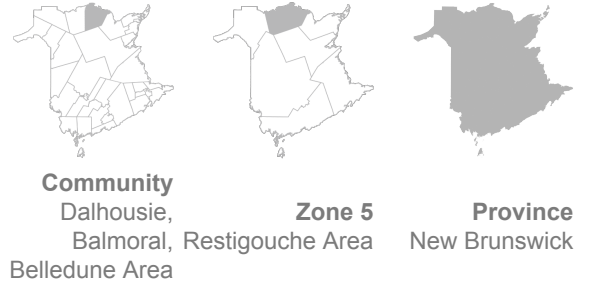 Community
Dalhousie,
Balmoral,
Belledune Area
Zone 5
Restigouche Area
Province
New Brunswick